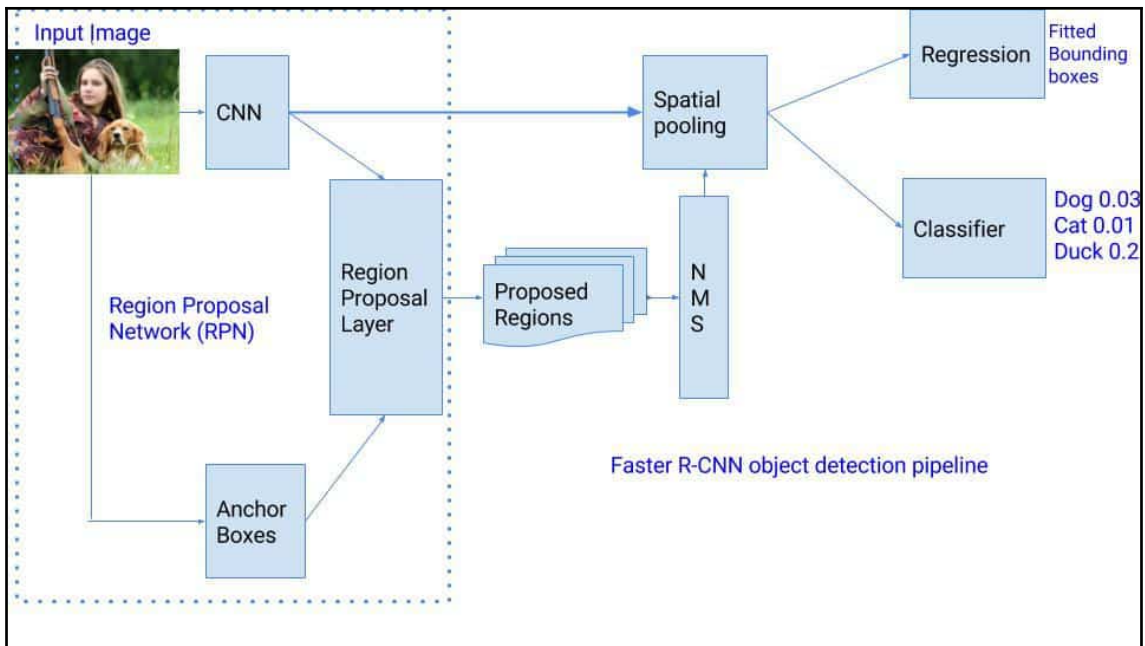 Input Image
CNN
Region Proposal
Network (RPN)
Anchor
Boxes
Region
Proposal
Layer
Proposed
Regions
N
M
S
Spatial
pooling
Regression
Fitted
Bounding
boxes
Classifier
Dog 0.03
Cat 0.01
Duck 0.2
Faster R-CNN object detection pipeline